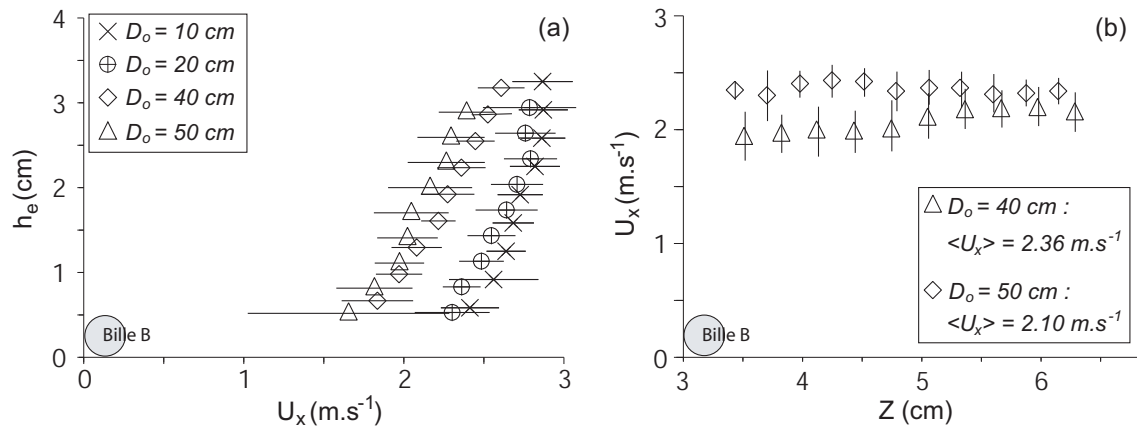 (a)
D_o = 10 cm
D_o = 20 cm
D_o = 40 cm
D_o = 50 cm
4
3
2
1
0
h_e (cm)
Bille B
0 1 2 3
U_x (m.s⁻¹)
(b)
3
2
1
0
U_x (m.s⁻¹)
D_o = 40 cm :
<U_x> = 2.36 m.s⁻¹
D_o = 50 cm :
<U_x> = 2.10 m.s⁻¹
Bille B
3 4 5 6
Z (cm)